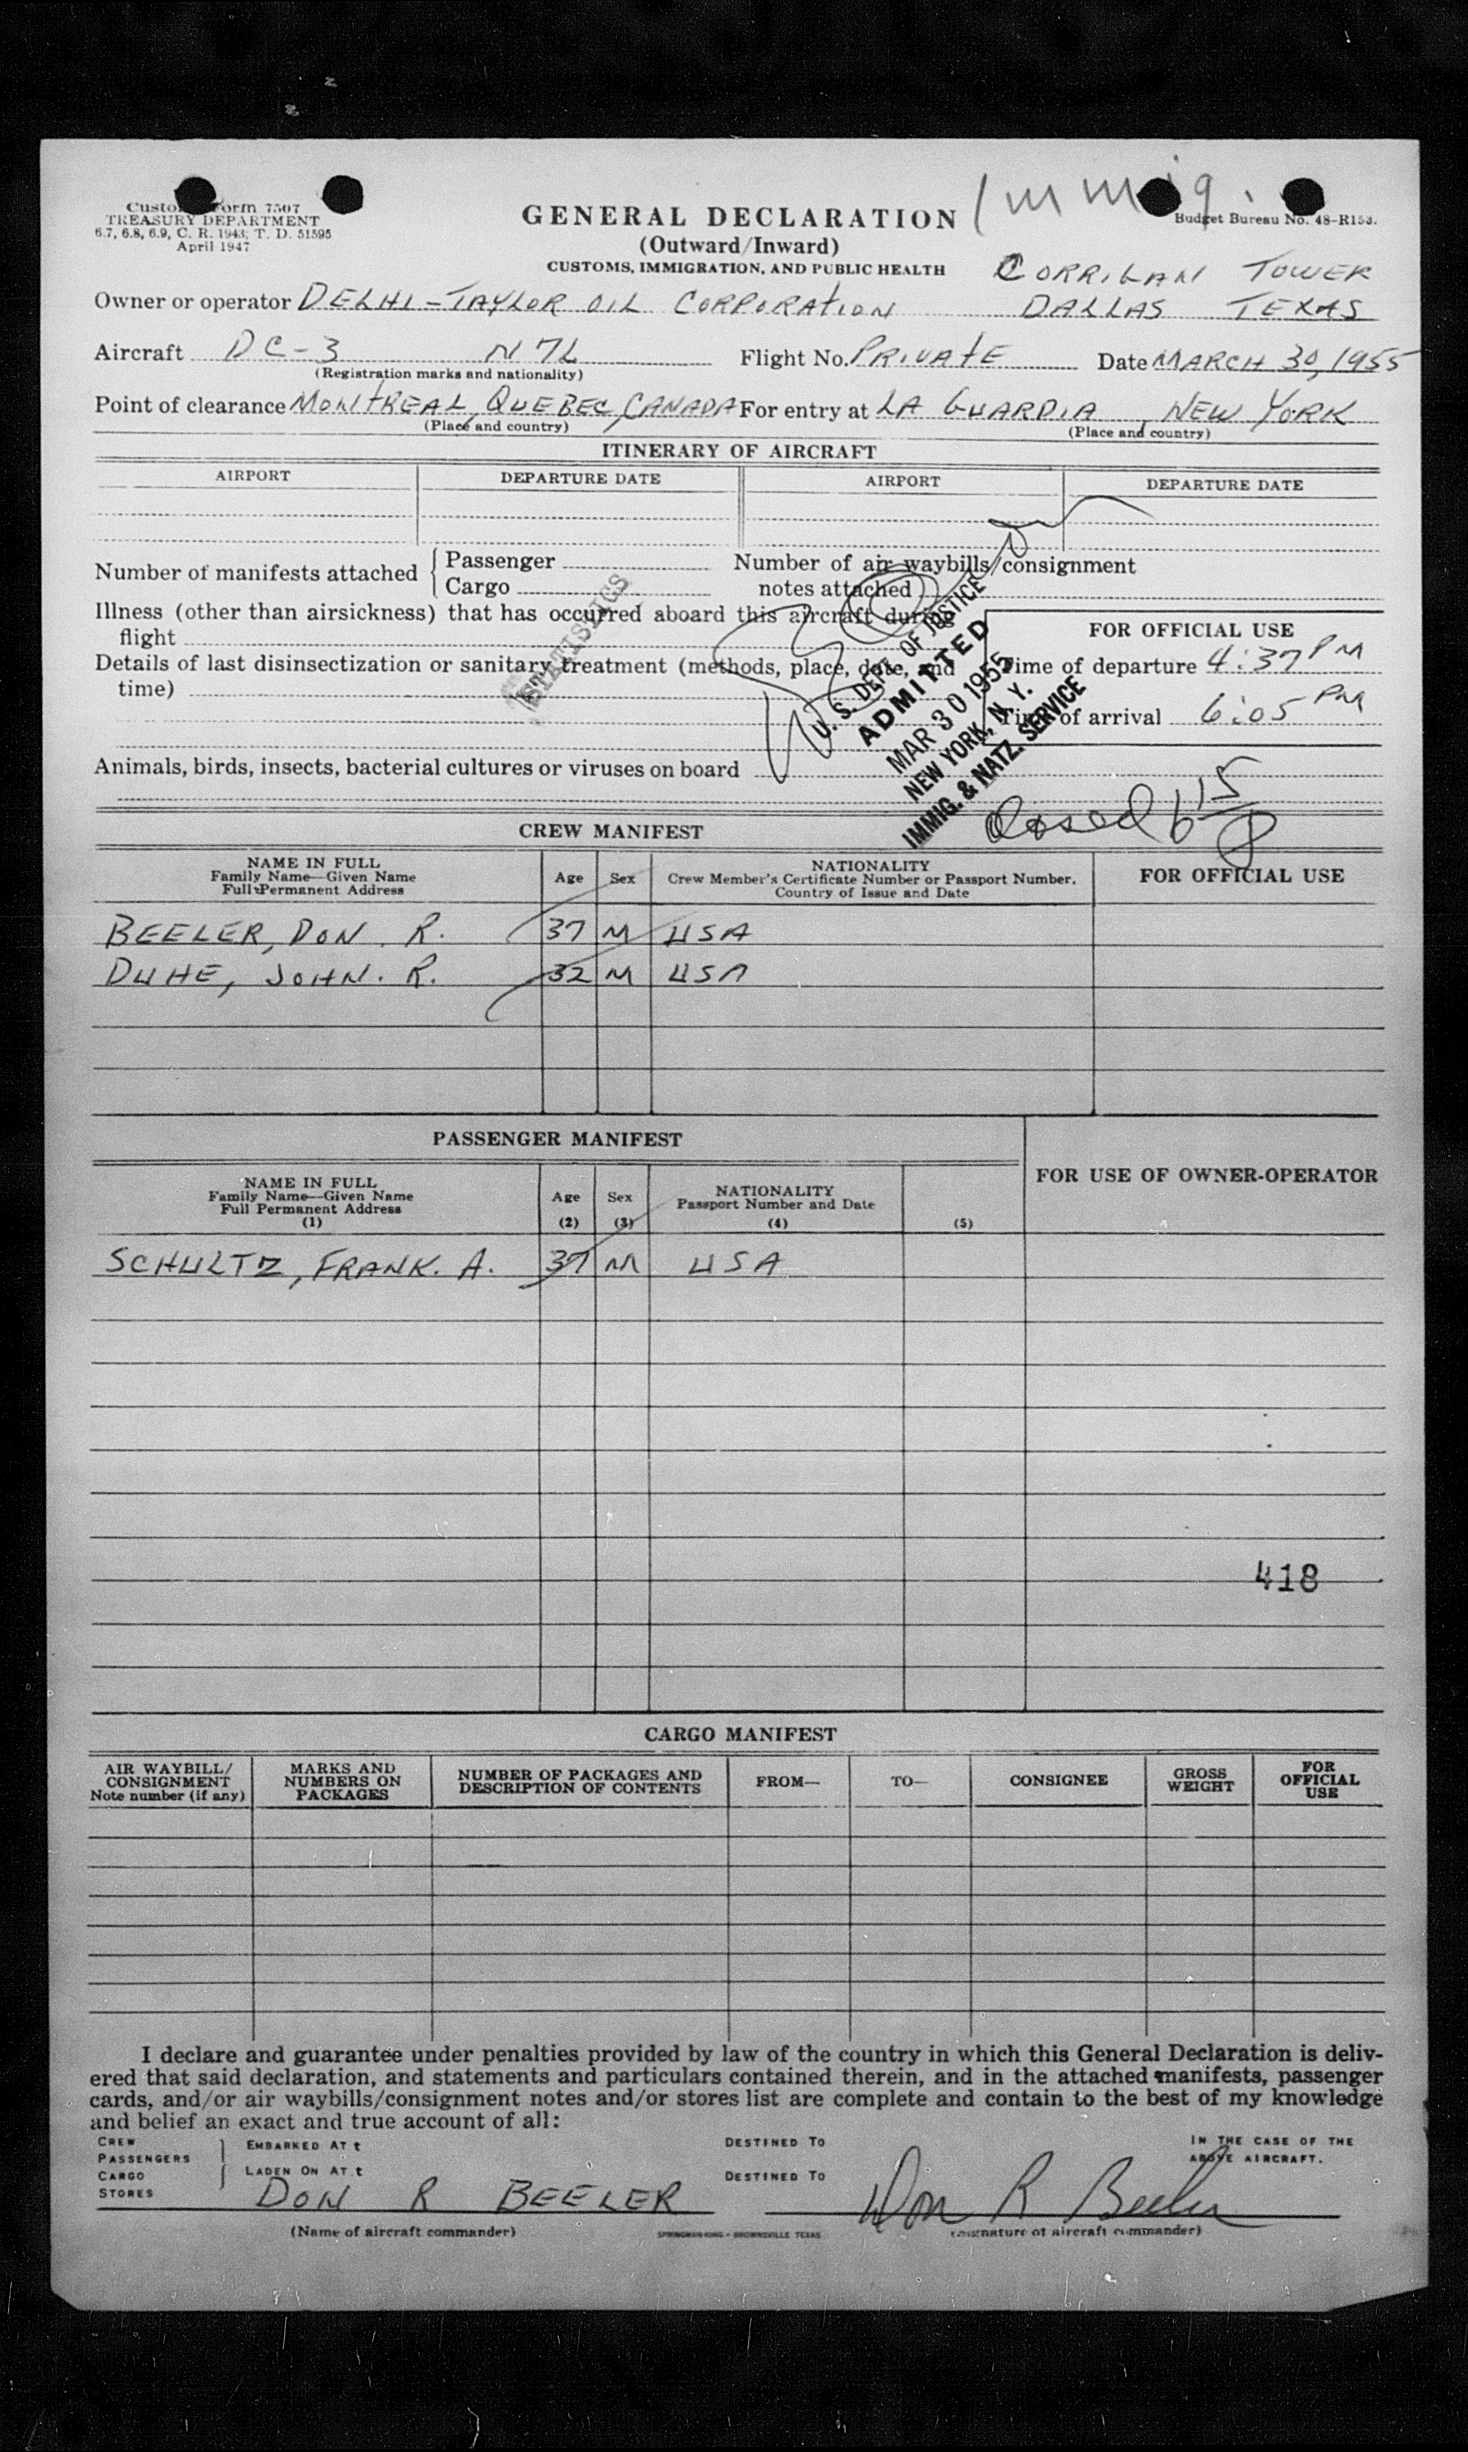 Immig.
Customs Form 7507
TREASURY DEPARTMENT
6.7, 6.8, 6.9, C. R. 1943; T. D. 51595
April 1947
GENERAL DECLARATION
(Outward/Inward)
CUSTOMS, IMMIGRATION, AND PUBLIC HEALTH
Budget Bureau No. 48-R153.
CORRIGAN TOWER
Owner or operator DELHI-TAYLOR OIL CORPORATION DALLAS TEXAS
Aircraft DC-3 N7L Flight No. PRIVATE Date MARCH 30, 1955
(Registration marks and nationality)
Point of clearance MONTREAL, QUEBEC, CANADA For entry at LA GUARDIA, NEW YORK
(Place and country) (Place and country)
ITINERARY OF AIRCRAFT
AIRPORT DEPARTURE DATE AIRPORT DEPARTURE DATE
Number of manifests attached { Passenger
Cargo
Number of air waybills/consignment
notes attached
Illness (other than airsickness) that has occurred aboard this aircraft during
flight
Details of last disinsectization or sanitary treatment (methods, place, date, and
time)
FOR OFFICIAL USE
Time of departure 4:37 PM
Time of arrival 6:05 PM
STATISTICS
U. S. DEPT. OF JUSTICE
ADMITTED
MAR 30 1955
NEW YORK, N. Y.
IMMIG. & NATZ. SERVICE
Animals, birds, insects, bacterial cultures or viruses on board
Closed 6 15/P
CREW MANIFEST
NAME IN FULL
Family Name—Given Name
Full Permanent Address
Age Sex
NATIONALITY
Crew Member's Certificate Number or Passport Number,
Country of Issue and Date
FOR OFFICIAL USE
BEELER, DON. R. 37 M USA
DUHE, JOHN. R. 32 M USA
PASSENGER MANIFEST
FOR USE OF OWNER-OPERATOR
NAME IN FULL
Family Name—Given Name
Full Permanent Address
(1)
Age
(2)
Sex
(3)
NATIONALITY
Passport Number and Date
(4)
(5)
SCHULTZ, FRANK. A. 37 M USA
418
CARGO MANIFEST
AIR WAYBILL/
CONSIGNMENT
Note number (if any)
MARKS AND
NUMBERS ON
PACKAGES
NUMBER OF PACKAGES AND
DESCRIPTION OF CONTENTS
FROM—
TO—
CONSIGNEE
GROSS
WEIGHT
FOR
OFFICIAL
USE
I declare and guarantee under penalties provided by law of the country in which this General Declaration is deliv-
ered that said declaration, and statements and particulars contained therein, and in the attached manifests, passenger
cards, and/or air waybills/consignment notes and/or stores list are complete and contain to the best of my knowledge
and belief an exact and true account of all:
CREW
PASSENGERS
CARGO
STORES
EMBARKED AT t
LADEN ON AT t
DESTINED TO
DESTINED TO
IN THE CASE OF THE
ABOVE AIRCRAFT.
DON R BEELER Don R Beeler
(Name of aircraft commander) SPRINGMAN-KING - BROWNSVILLE TEXAS (Signature of aircraft commander)